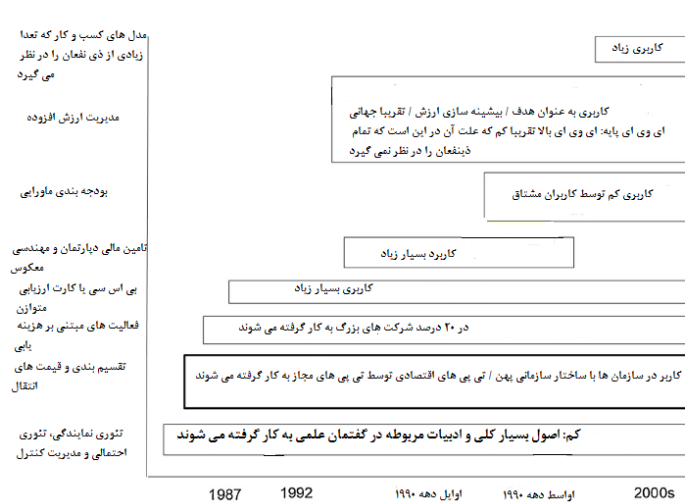 مدل های کسب و کار که تعدا
زیادی از ذی نفعان را در نظر
می گیرد
کاربری زیاد
مدیریت ارزش افزوده
کاربری به عنوان هدف / بیشینه سازی ارزش / تقریبا جهانی
ای وی ای پایه: ای وی ای بالا تقریبا کم که علت آن در این است که تمام
ذینفعان را در نظر نمی گیرد
بودجه بندی ماورایی
کاربری کم توسط کاربران مشتاق
تامین مالی دپارتمان و مهندسی
معکوس
کاربرد بسیار زیاد
بی اس سی یا کارت ارزیابی
متوازن
کاربری بسیار زیاد
فعالیت های مبتنی بر هزینه
یابی
در ۲۰ درصد شرکت های بزرگ به کار گرفته می شوند
تقسیم بندی و قیمت های
انتقال
کاربر در سازمان ها با ساختار سازمانی پهن / تی پی های اقتصادی توسط تی پی های مجاز به کار گرفته می شوند
تئوری نمایندگی، تئوری
احتمالی و مدیریت کنترل
کم: اصول بسیار کلی و ادبیات مربوطه در گفتمان علمی به کار گرفته می شوند
1987
1992
اوایل دهه ۱۹۹۰
اواسط دهه ۱۹۹۰
2000s